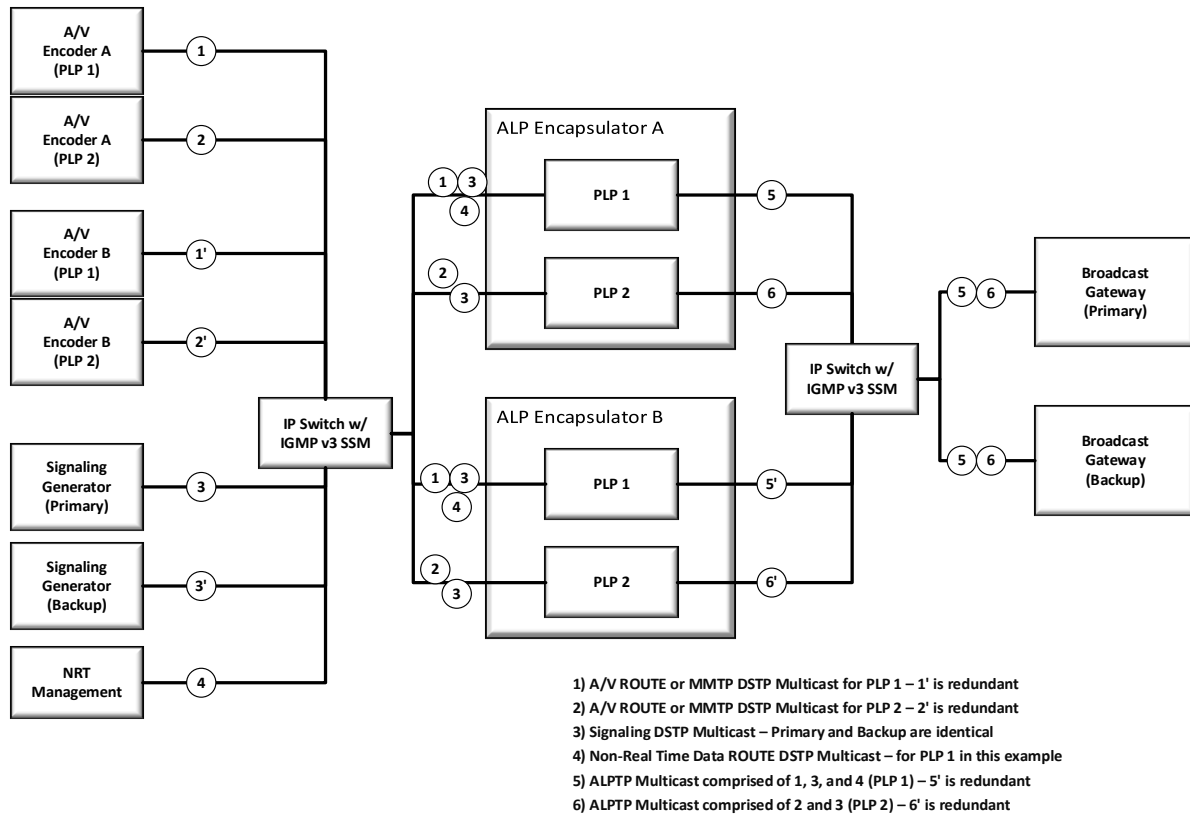 A/V
Encoder A
(PLP 1)
1
A/V
Encoder A
(PLP 2)
2
A/V
Encoder B
(PLP 1)
1'
A/V
Encoder B
(PLP 2)
2'
Signaling
Generator
(Primary)
3
Signaling
Generator
(Backup)
3'
NRT
Management
4
IP Switch w/
IGMP v3 SSM
ALP Encapsulator A
1 3
4
PLP 1
5
2
3
PLP 2
6
ALP Encapsulator B
1 3
4
PLP 1
5'
2
3
PLP 2
6'
IP Switch w/
IGMP v3 SSM
5 6
Broadcast
Gateway
(Primary)
5 6
Broadcast
Gateway
(Backup)
1) A/V ROUTE or MMTP DSTP Multicast for PLP 1 – 1' is redundant
2) A/V ROUTE or MMTP DSTP Multicast for PLP 2 – 2' is redundant
3) Signaling DSTP Multicast – Primary and Backup are identical
4) Non-Real Time Data ROUTE DSTP Multicast – for PLP 1 in this example
5) ALPTP Multicast comprised of 1, 3, and 4 (PLP 1) – 5' is redundant
6) ALPTP Multicast comprised of 2 and 3 (PLP 2) – 6' is redundant